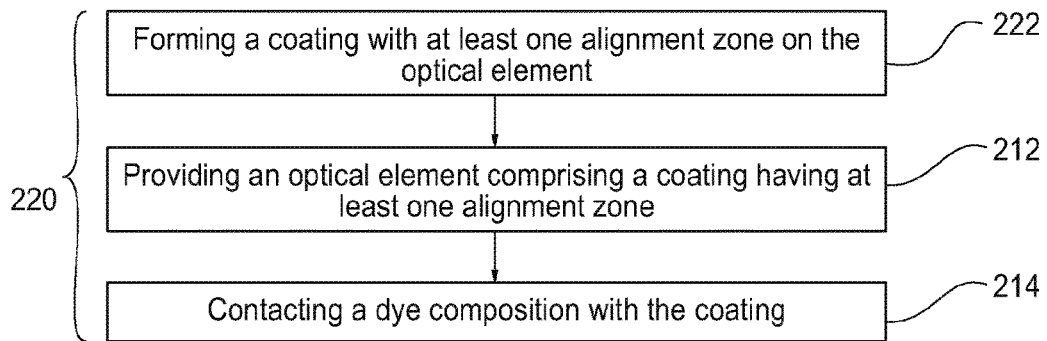 Forming a coating with at least one alignment zone on the
optical element
222
Providing an optical element comprising a coating having at
least one alignment zone
212
220
Contacting a dye composition with the coating
214